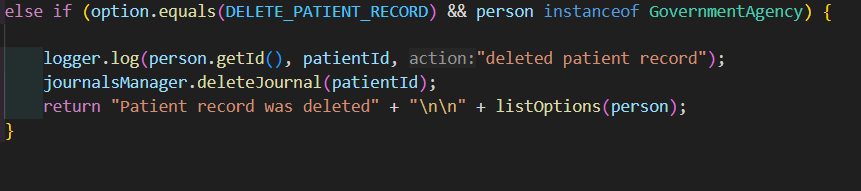 else if (option.equals(DELETE_PATIENT_RECORD) && person instanceof GovernmentAgency) {
logger.log(person.getId(), patientId, action:"deleted patient record");
journalsManager.deleteJournal(patientId);
return "Patient record was deleted" + "\n\n" + listOptions(person);
}